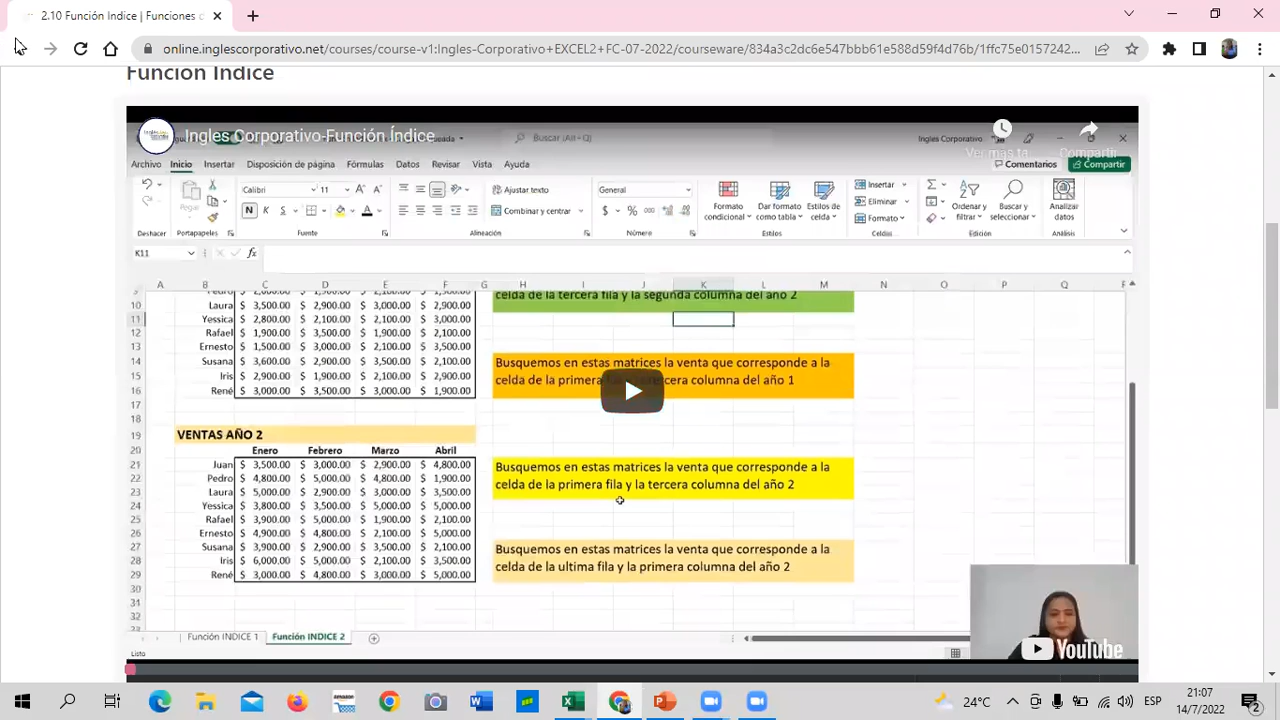 2.10 Función Indice | Funciones d
online.inglescorporativo.net/courses/course-v1:Ingles-Corporativo+EXCEL2+FC-07-2022/courseware/834a3c2dc6e547bbb61e588d59f4d76b/1ffc75e0157242...
Función Indice
Ingles Corporativo-Función Índice
Buscar (Alt+Q)
Ingles Corporativo
Compartir
Archivo Inicio Insertar Disposición de página Fórmulas Datos Revisar Vista Ayuda
Comentarios Compartir
Pegar Calibri 11 Ajustar texto General Insertar
N K S Combinar y centrar $ % 000 Formato condicional Dar formato como tabla Estilos de celda Eliminar Formato Ordenar y filtrar Buscar y seleccionar Analizar datos
Deshacer Portapapeles Fuente Alineación Número Estilos Celdas Edición Análisis
K11 fx
A B C D E F G H I J K L M N O P Q
celda de la tercera fila y la segunda columna del año 2
10 Laura $ 3,500.00 $ 2,900.00 $ 3,000.00 $ 2,900.00
11 Yessica $ 2,800.00 $ 2,100.00 $ 2,100.00 $ 3,000.00
12 Rafael $ 1,900.00 $ 3,500.00 $ 1,900.00 $ 2,100.00
13 Ernesto $ 1,500.00 $ 3,000.00 $ 2,100.00 $ 3,500.00
14 Susana $ 3,600.00 $ 2,900.00 $ 3,500.00 $ 2,100.00
15 Iris $ 2,900.00 $ 1,900.00 $ 2,100.00 $ 2,900.00
16 René $ 3,000.00 $ 3,500.00 $ 3,000.00 $ 1,900.00
Busquemos en estas matrices la venta que corresponde a la
celda de la primera tercera columna del año 1
17
18
19 VENTAS AÑO 2
20 Enero Febrero Marzo Abril
21 Juan $ 3,500.00 $ 3,000.00 $ 2,900.00 $ 4,800.00
22 Pedro $ 4,800.00 $ 5,000.00 $ 4,800.00 $ 1,900.00
23 Laura $ 5,000.00 $ 2,900.00 $ 3,000.00 $ 3,500.00
24 Yessica $ 3,800.00 $ 3,500.00 $ 5,000.00 $ 5,000.00
25 Rafael $ 3,900.00 $ 5,000.00 $ 1,900.00 $ 2,100.00
26 Ernesto $ 4,900.00 $ 4,800.00 $ 2,100.00 $ 5,000.00
27 Susana $ 3,900.00 $ 2,900.00 $ 3,500.00 $ 2,100.00
28 Iris $ 6,000.00 $ 5,000.00 $ 2,100.00 $ 3,500.00
29 René $ 3,000.00 $ 4,800.00 $ 3,000.00 $ 5,000.00
Busquemos en estas matrices la venta que corresponde a la
celda de la primera fila y la tercera columna del año 2
Busquemos en estas matrices la venta que corresponde a la
celda de la ultima fila y la primera columna del año 2
30
31
32
Función INDICE 1 Función INDICE 2
Listo
YouTube
24°C ESP 21:07
14/7/2022 2